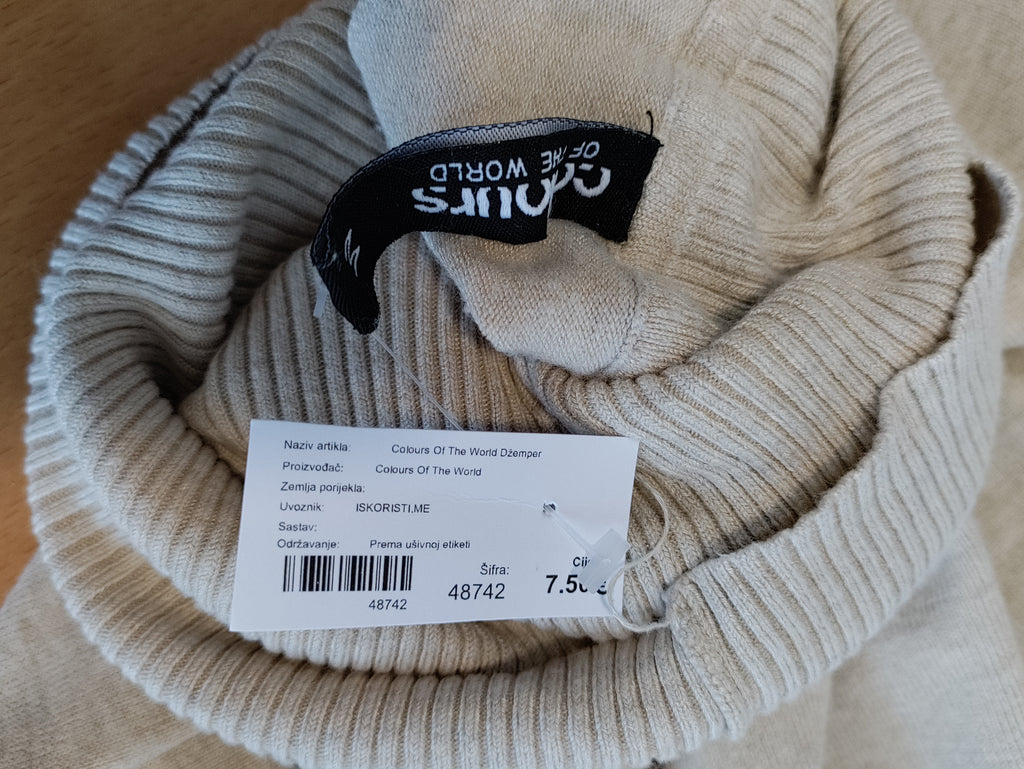 colours
OF THE WORLD
M
Naziv artikla: Colours Of The World Džemper
Proizvođač: Colours Of The World
Zemlja porijekla:
Uvoznik: ISKORISTI.ME
Sastav:
Održavanje: Prema ušivnoj etiketi
48742
Šifra:
48742
7.50€